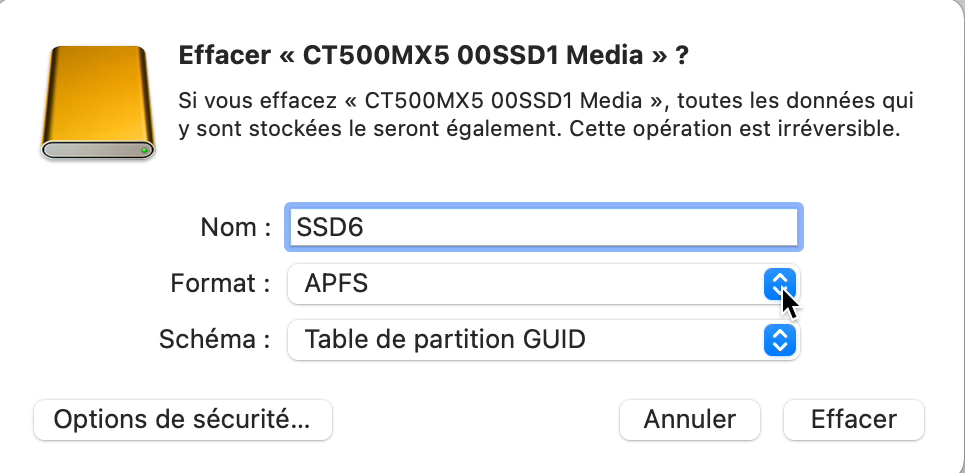 Effacer « CT500MX5 00SSD1 Media » ?
Si vous effacez « CT500MX5 00SSD1 Media », toutes les données qui
y sont stockées le seront également. Cette opération est irréversible.
Nom : SSD6
Format : APFS
Schéma : Table de partition GUID
Options de sécurité... Annuler Effacer